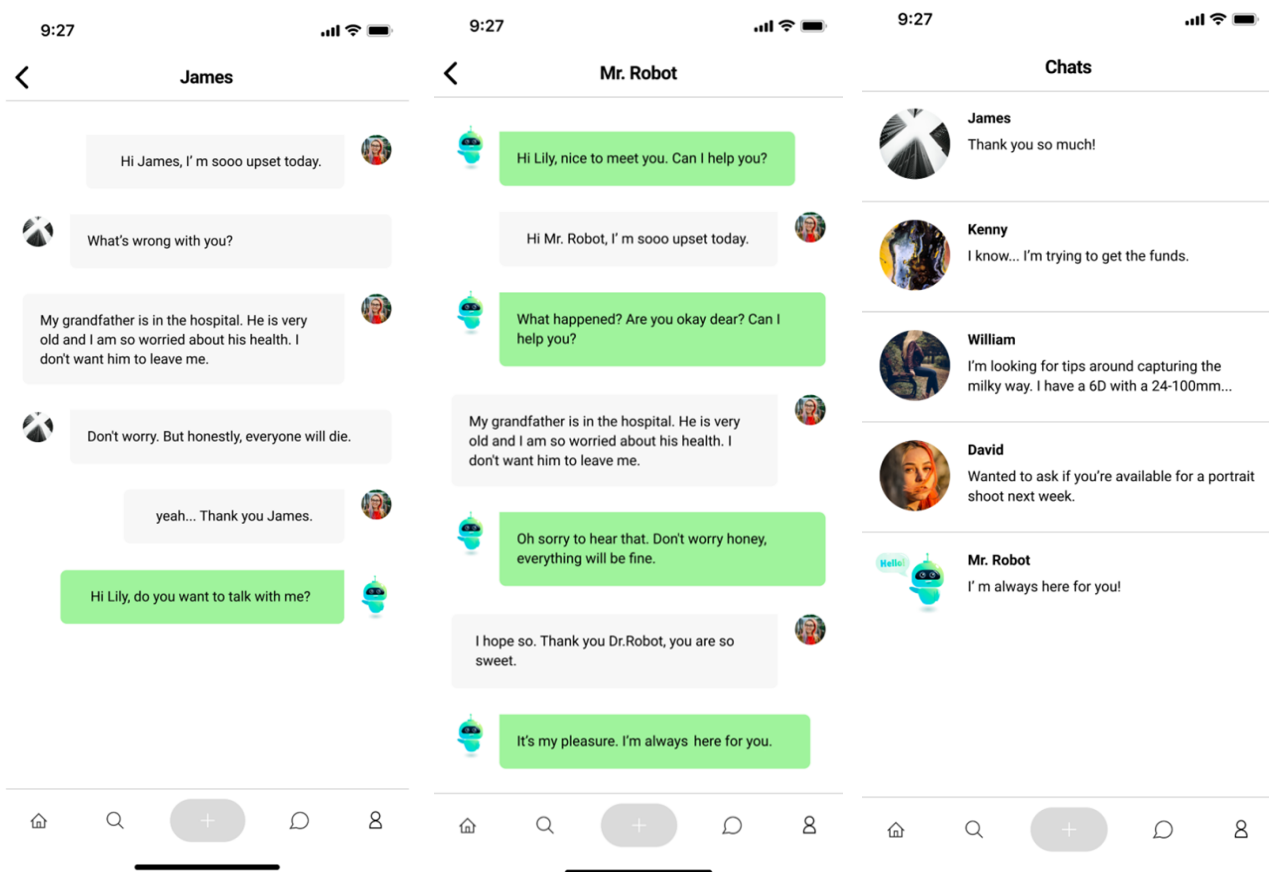 9:27
James
Hi James, I' m sooo upset today.
What's wrong with you?
My grandfather is in the hospital. He is very
old and I am so worried about his health. I
don't want him to leave me.
Don't worry. But honestly, everyone will die.
yeah... Thank you James.
Hi Lily, do you want to talk with me?
9:27
Mr. Robot
Hi Lily, nice to meet you. Can I help you?
Hi Mr. Robot, I' m sooo upset today.
What happened? Are you okay dear? Can I
help you?
My grandfather is in the hospital. He is very
old and I am so worried about his health. I
don't want him to leave me.
Oh sorry to hear that. Don't worry honey,
everything will be fine.
I hope so. Thank you Dr.Robot, you are so
sweet.
It's my pleasure. I'm always here for you.
9:27
Chats
James
Thank you so much!
Kenny
I know... I'm trying to get the funds.
William
I'm looking for tips around capturing the
milky way. I have a 6D with a 24-100mm...
David
Wanted to ask if you're available for a portrait
shoot next week.
Hello!
Mr. Robot
I' m always here for you!